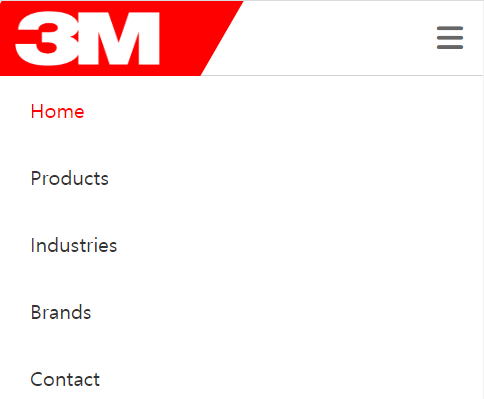 3M
Home
Products
Industries
Brands
Contact